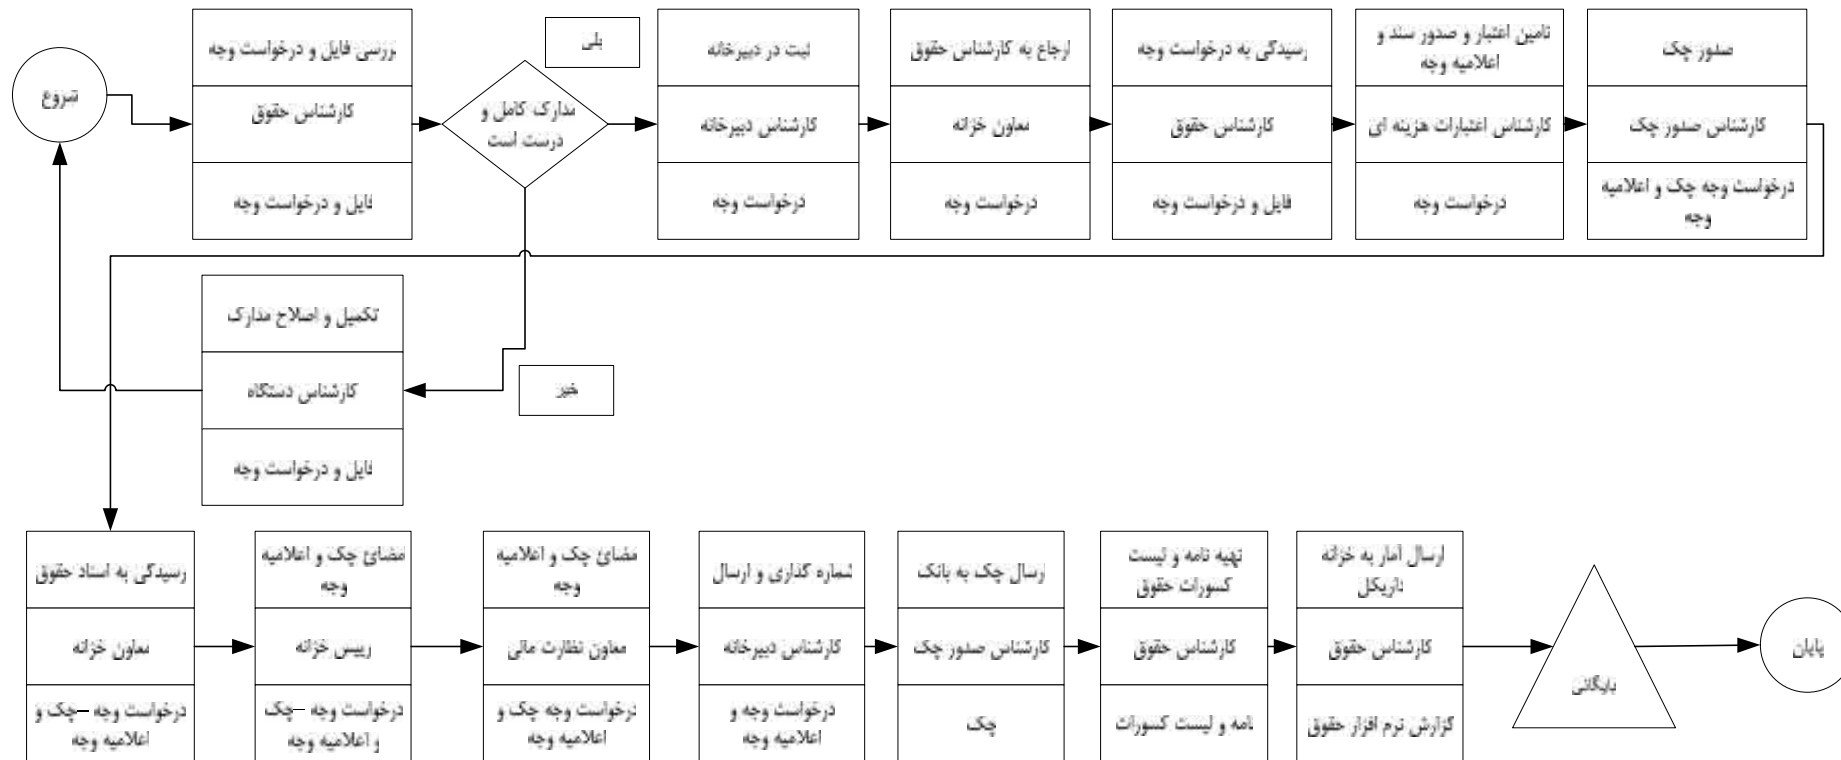 شروع
بررسی فایل و درخواست وجه
کارشناس حقوق
فایل و درخواست وجه
مدارک کامل و
درست است
بلی
ثبت در دبیرخانه
کارشناس دبیرخانه
درخواست وجه
ارجاع به کارشناس حقوق
معاون خزانه
درخواست وجه
رسیدگی به درخواست وجه
کارشناس حقوق
فایل و درخواست وجه
تامین اعتبار و صدور سند و
اعلامیه وجه
کارشناس اعتبارات هزینه ای
درخواست وجه
صدور چک
کارشناس صدور چک
درخواست وجه چک و اعلامیه
وجه
خیر
تکمیل و اصلاح مدارک
کارشناس دستگاه
فایل و درخواست وجه
رسیدگی به اسناد حقوق
معاون خزانه
درخواست وجه –چک و
اعلامیه وجه
مضائ چک و اعلامیه
وجه
رییس خزانه
درخواست وجه –چک
و اعلامیه وجه
مضائ چک و اعلامیه
وجه
معاون نظارت مالی
درخواست وجه چک و
اعلامیه وجه
شماره گذاری و ارسال
کارشناس دبیرخانه
درخواست وجه و
اعلامیه وجه
ارسال چک به بانک
کارشناس صدور چک
چک
تهیه نامه و لیست
کسورات حقوق
کارشناس حقوق
نامه و لیست کسورات
ارسال آمار به خزانه
داریکل
کارشناس حقوق
گزارش نرم افزار حقوق
بایگانی
پایان